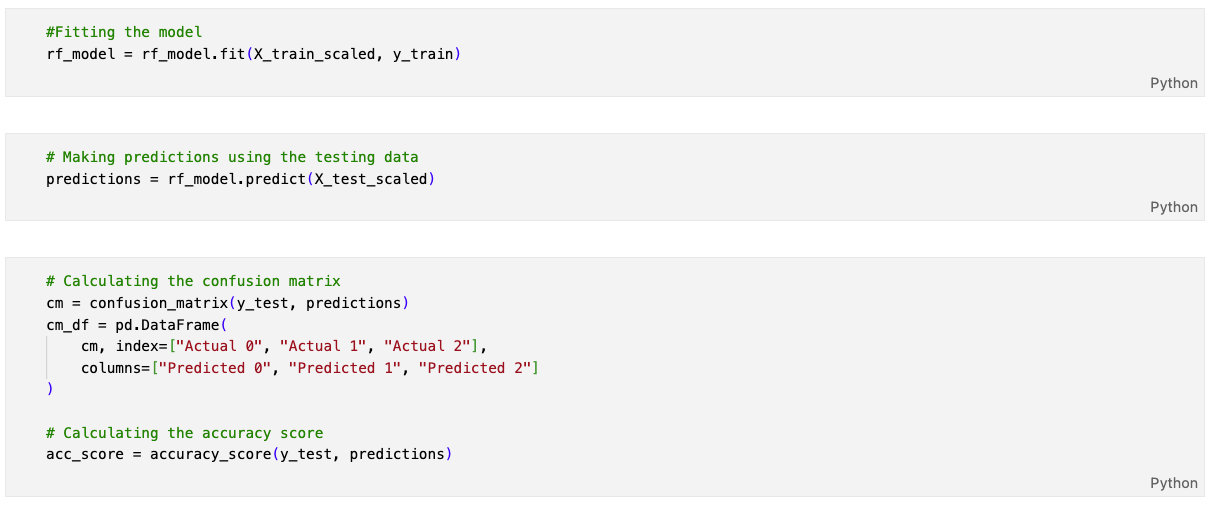 #Fitting the model
rf_model = rf_model.fit(X_train_scaled, y_train)
Python
# Making predictions using the testing data
predictions = rf_model.predict(X_test_scaled)
Python
# Calculating the confusion matrix
cm = confusion_matrix(y_test, predictions)
cm_df = pd.DataFrame(
    cm, index=["Actual 0", "Actual 1", "Actual 2"],
    columns=["Predicted 0", "Predicted 1", "Predicted 2"]
)
# Calculating the accuracy score
acc_score = accuracy_score(y_test, predictions)
Python